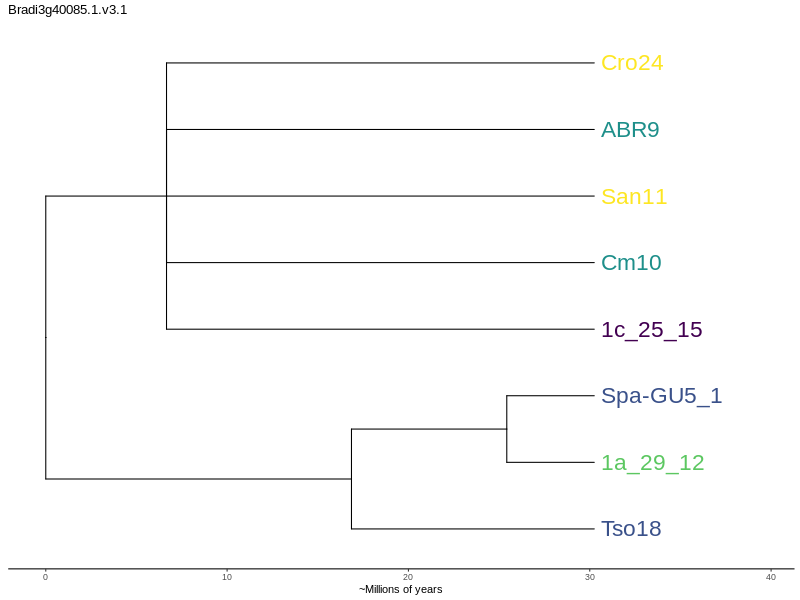 Bradi3g40085.1.v3.1
Cro24
ABR9
San11
Cm10
1c_25_15
Spa-GU5_1
1a_29_12
Tso18
0 10 20 30 40
~Millions of years